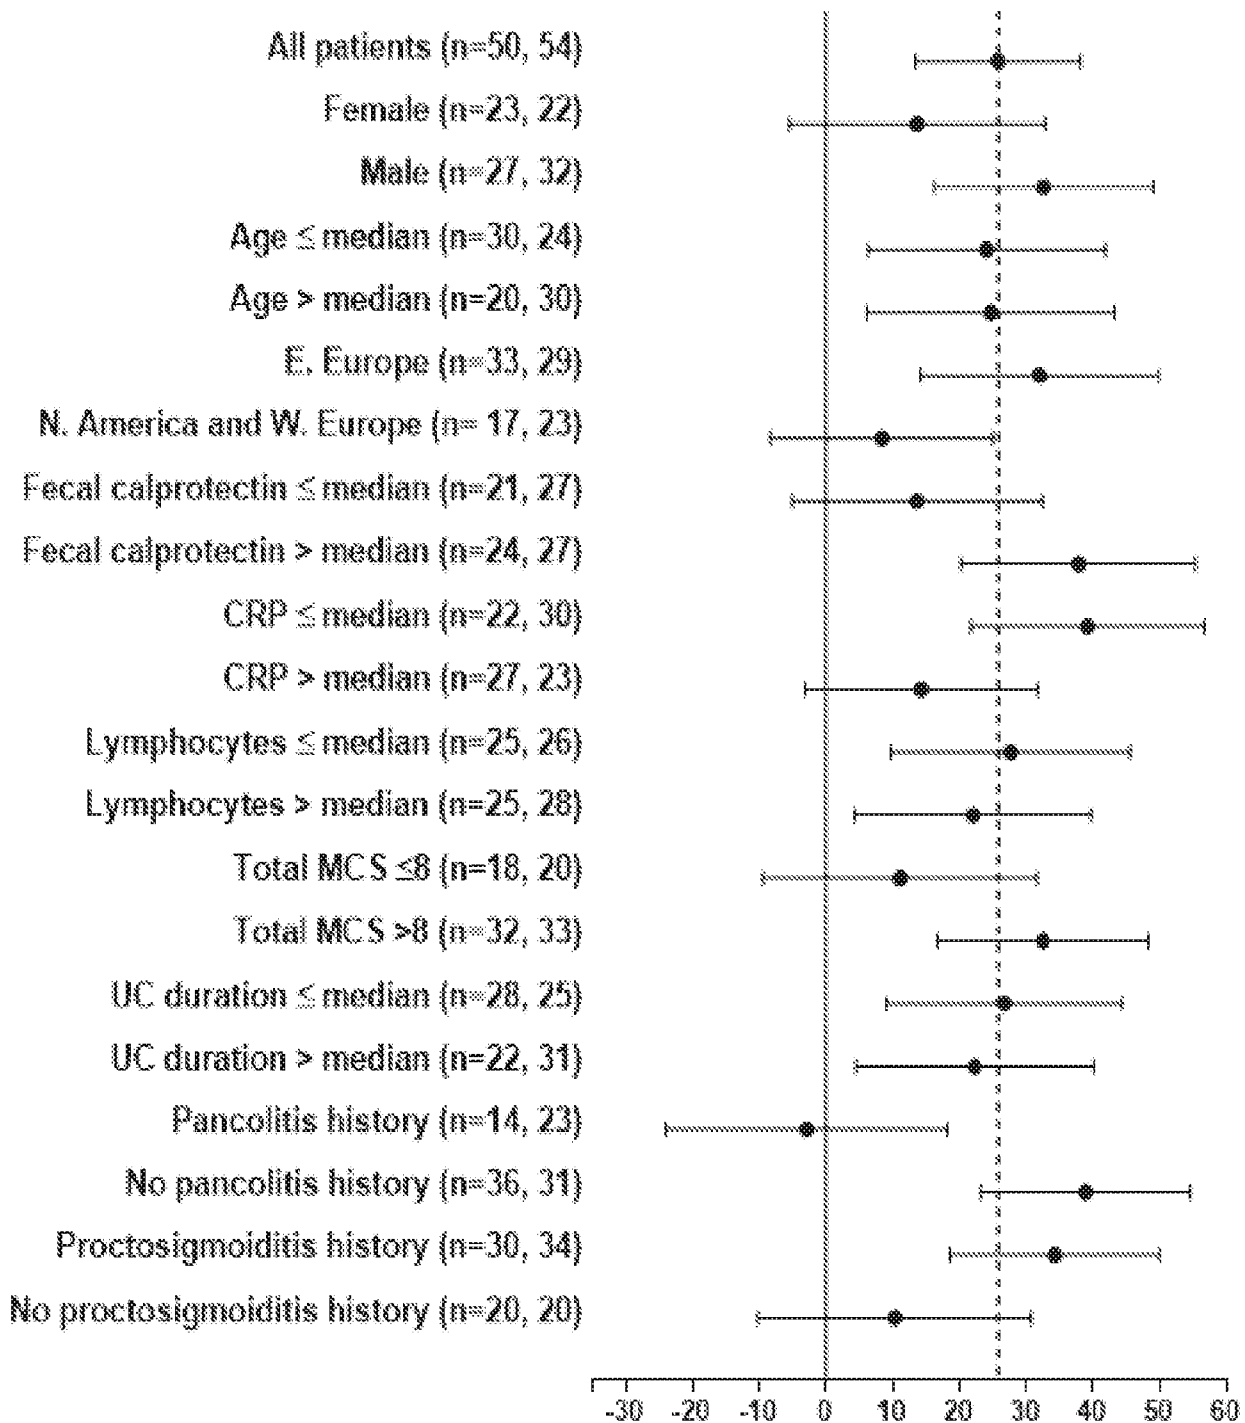 All patients (n=50, 54)
Female (n=23, 22)
Male (n=27, 32)
Age ≤ median (n=30, 24)
Age > median (n=20, 30)
E. Europe (n=33, 29)
N. America and W. Europe (n= 17, 23)
Fecal calprotectin ≤ median (n=21, 27)
Fecal calprotectin > median (n=24, 27)
CRP ≤ median (n=22, 30)
CRP > median (n=27, 23)
Lymphocytes ≤ median (n=25, 26)
Lymphocytes > median (n=25, 28)
Total MCS ≤8 (n=18, 20)
Total MCS >8 (n=32, 33)
UC duration ≤ median (n=28, 25)
UC duration > median (n=22, 31)
Pancolitis history (n=14, 23)
No pancolitis history (n=36, 31)
Proctosigmoiditis history (n=30, 34)
No proctosigmoiditis history (n=20, 20)
-30 -20 -10 0 10 20 30 40 50 60